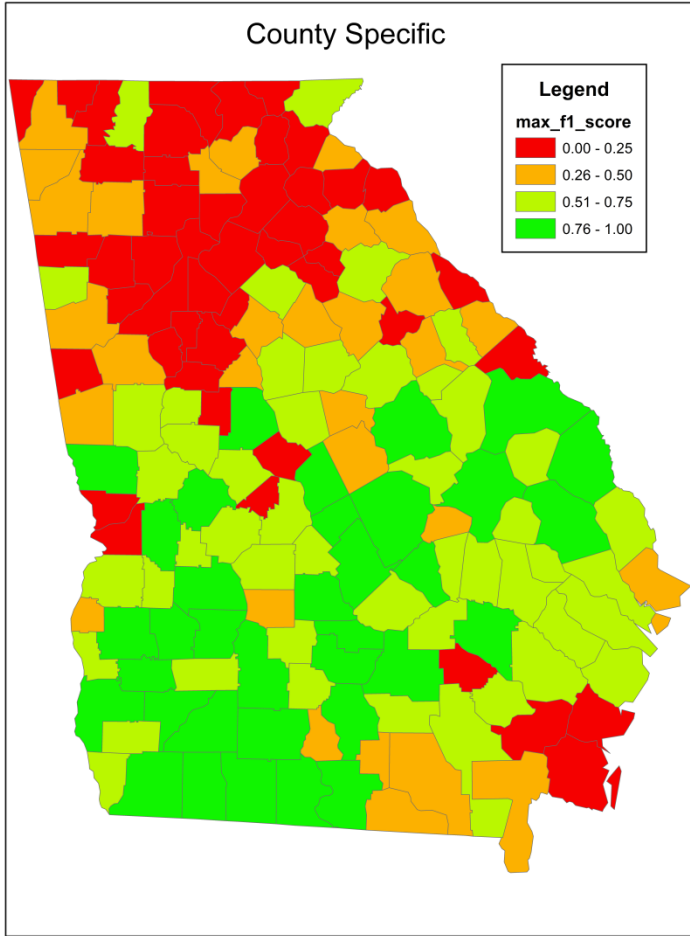 County Specific
Legend
max_f1_score
0.00 - 0.25
0.26 - 0.50
0.51 - 0.75
0.76 - 1.00